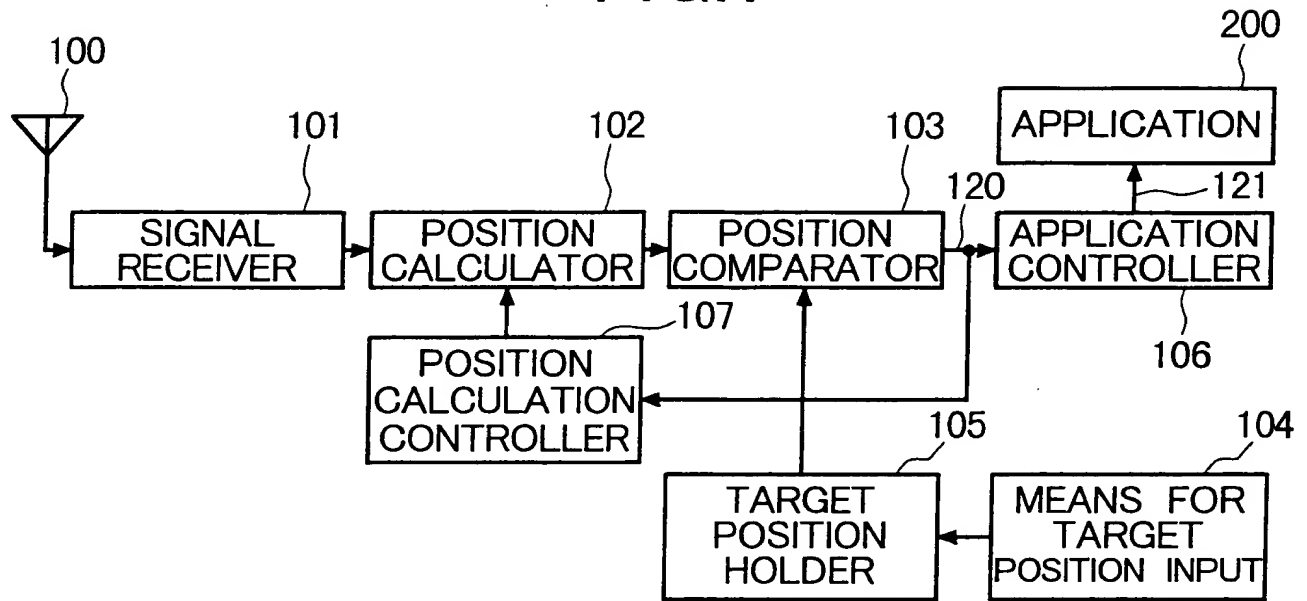 100
200
101
102
103
APPLICATION
120
121
SIGNAL
RECEIVER
POSITION
CALCULATOR
POSITION
COMPARATOR
APPLICATION
CONTROLLER
107
106
POSITION
CALCULATION
CONTROLLER
105
104
TARGET
POSITION
HOLDER
MEANS FOR
TARGET
POSITION INPUT